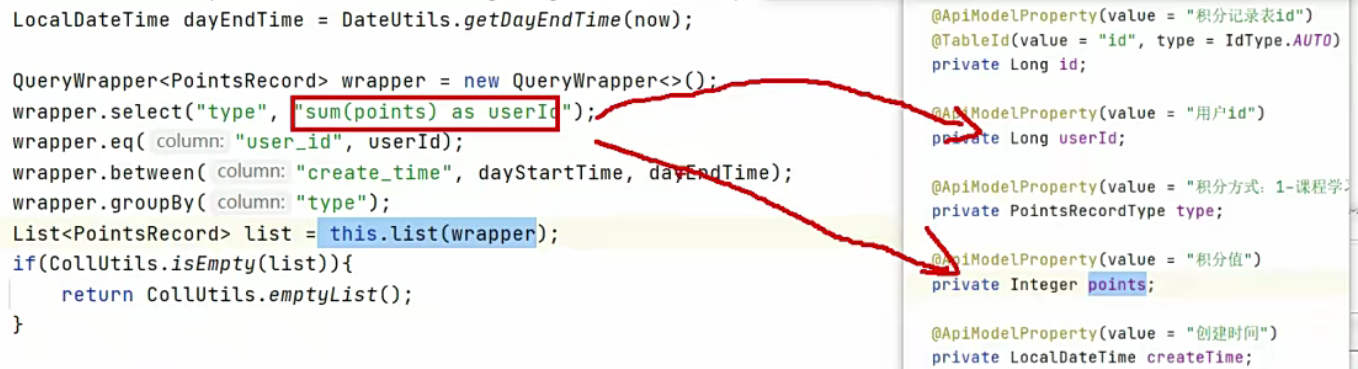 LocalDateTime dayEndTime = DateUtils.getDayEndTime(now);
QueryWrapper<PointsRecord> wrapper = new QueryWrapper<>();
wrapper.select("type", "sum(points) as userId");
wrapper.eq( column: "user_id", userId);
wrapper.between( column: "create_time", dayStartTime, dayEndTime);
wrapper.groupBy( column: "type");
List<PointsRecord> list = this.list(wrapper);
if(CollUtils.isEmpty(list)){
return CollUtils.emptyList();
}
@ApiModelProperty(value = "积分记录表id")
@TableId(value = "id", type = IdType.AUTO)
private Long id;
@ApiModelProperty(value = "用户id")
private Long userId;
@ApiModelProperty(value = "积分方式：1-课程学习
private PointsRecordType type;
@ApiModelProperty(value = "积分值")
private Integer points;
@ApiModelProperty(value = "创建时间")
private LocalDateTime createTime;